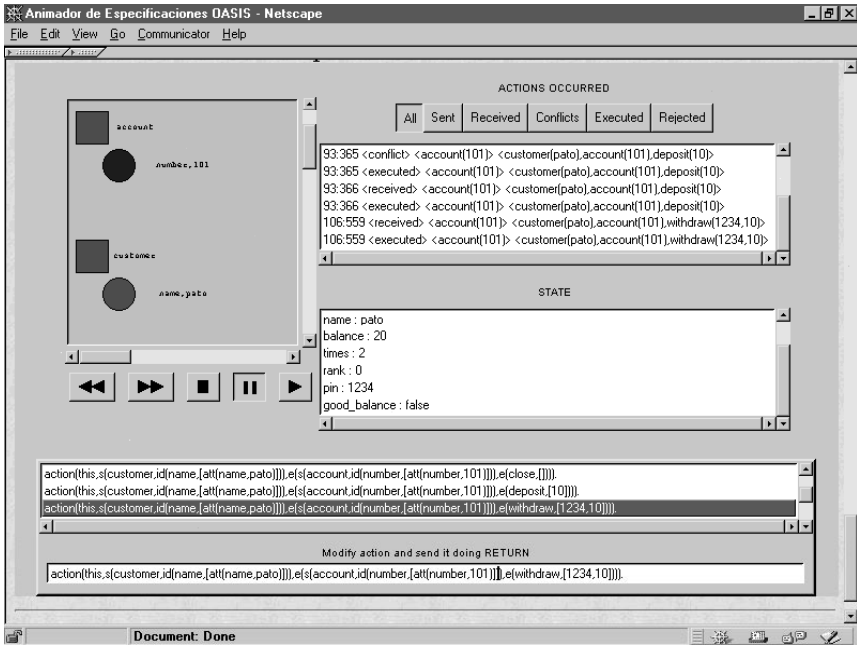 Animador de Especificaciones OASIS - Netscape
File Edit View Go Communicator Help
ACTIONS OCCURRED
All Sent Received Conflicts Executed Rejected
account
number,101
customer
name,pato
93:365 <conflict> <account(101)> <customer(pato),account(101),deposit(10)>
93:365 <executed> <account(101)> <customer(pato),account(101),deposit(10)>
93:366 <received> <account(101)> <customer(pato),account(101),deposit(10)>
93:366 <executed> <account(101)> <customer(pato),account(101),deposit(10)>
106:559 <received> <account(101)> <customer(pato),account(101),withdraw(1234,10)>
106:559 <executed> <account(101)> <customer(pato),account(101),withdraw(1234,10)>
STATE
name : pato
balance : 20
times : 2
rank : 0
pin : 1234
good_balance : false
action(this,s(customer,id(name,[att(name,pato)])),e(s(account,id(number,[att(number,101)])),e(close,[]))).
action(this,s(customer,id(name,[att(name,pato)])),e(s(account,id(number,[att(number,101)])),e(deposit,[10]))).
action(this,s(customer,id(name,[att(name,pato)])),e(s(account,id(number,[att(number,101)])),e(withdraw,[1234,10]))).
Modify action and send it doing RETURN
action(this,s(customer,id(name,[att(name,pato)])),e(s(account,id(number,[att(number,101)])),e(withdraw,[1234,10]))).
Document: Done